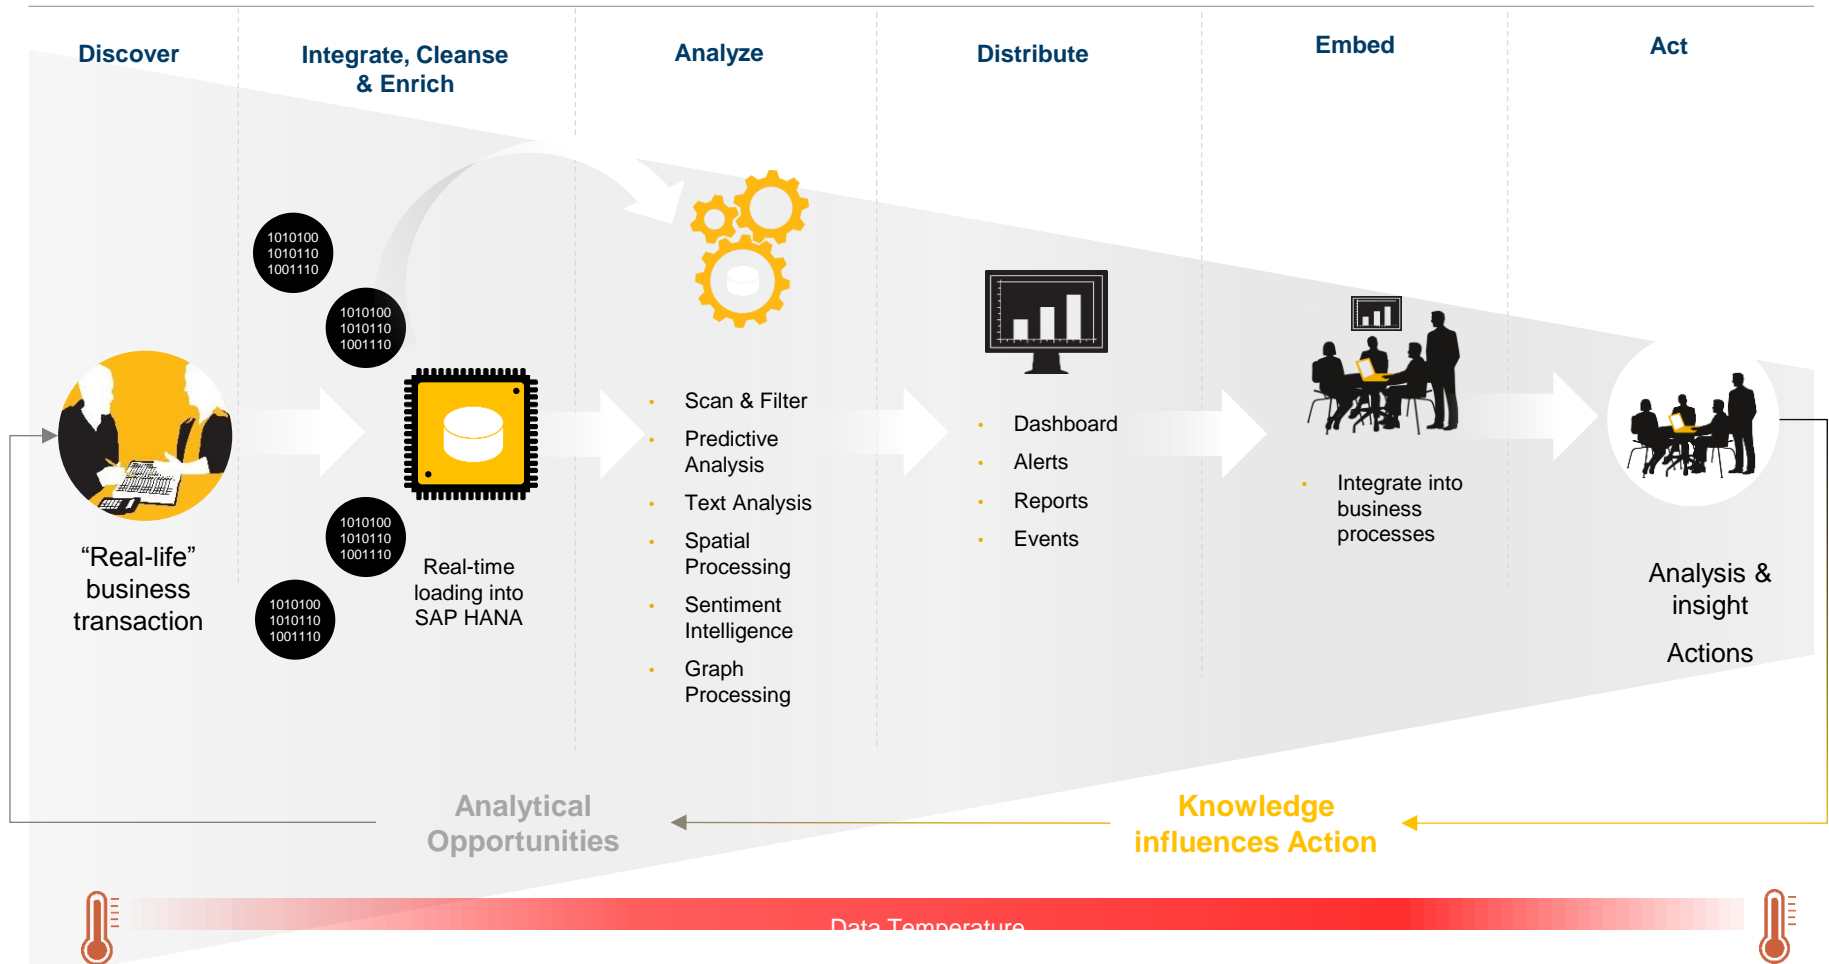 Discover
Integrate, Cleanse
& Enrich
Analyze
Distribute
Embed
Act
1010100
1010110
1001110
1010100
1010110
1001110
1010100
1010110
1001110
1010100
1010110
1001110
“Real-life”
business
transaction
Real-time
loading into
SAP HANA
• Scan & Filter
• Predictive
Analysis
• Text Analysis
• Spatial
Processing
• Sentiment
Intelligence
• Graph
Processing
• Dashboard
• Alerts
• Reports
• Events
• Integrate into
business
processes
Analysis &
insight
Actions
Analytical
Opportunities
Knowledge
influences Action
Data Temperature